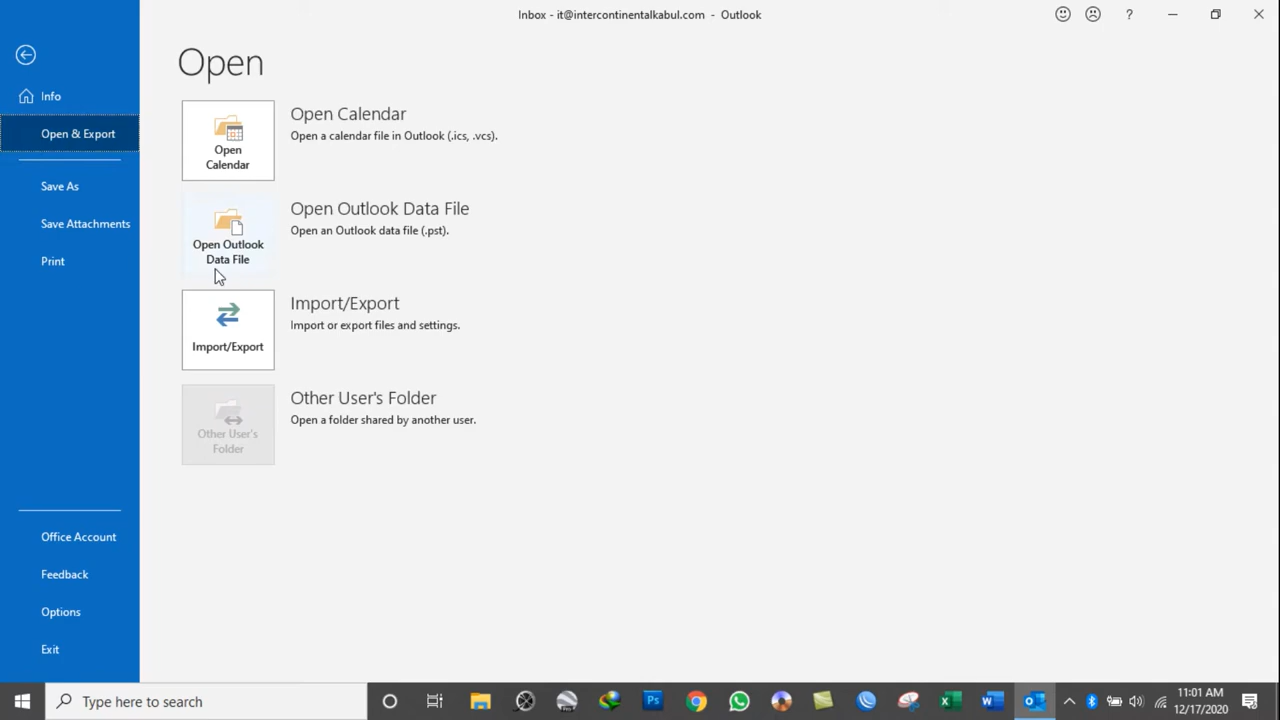 Inbox - it@intercontinentalkabul.com - Outlook
Open
Info
Open & Export
Save As
Save Attachments
Print
Office Account
Feedback
Options
Exit
Open
Calendar
Open Calendar
Open a calendar file in Outlook (.ics, .vcs).
Open Outlook
Data File
Open Outlook Data File
Open an Outlook data file (.pst).
Import/Export
Import/Export
Import or export files and settings.
Other User's
Folder
Other User's Folder
Open a folder shared by another user.
Type here to search
11:01 AM
12/17/2020